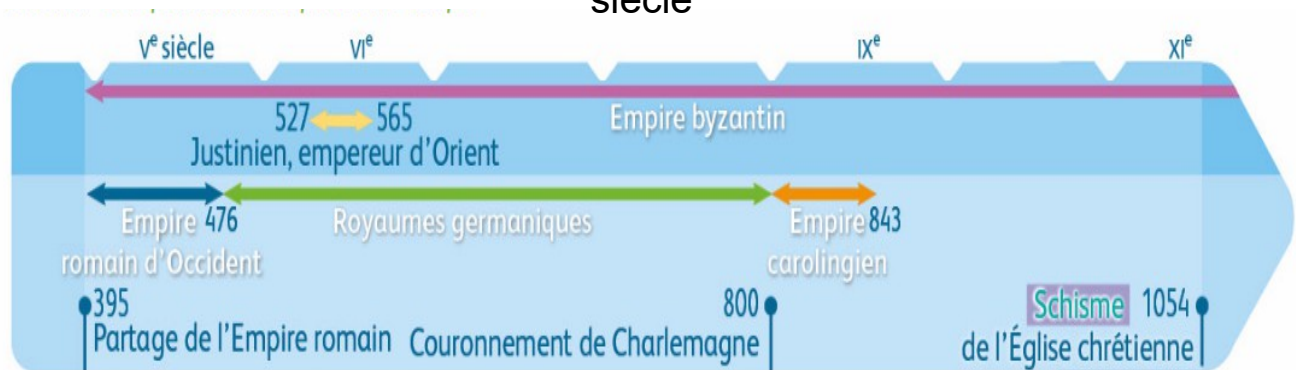 siècle
Vᵉ siècle VIᵉ IXᵉ XIᵉ
527 565 Empire byzantin
Justinien, empereur d'Orient
Empire 476 Royaumes germaniques Empire 843
romain d'Occident carolingien
395 800 Schisme 1054
Partage de l'Empire romain Couronnement de Charlemagne de l'Église chrétienne